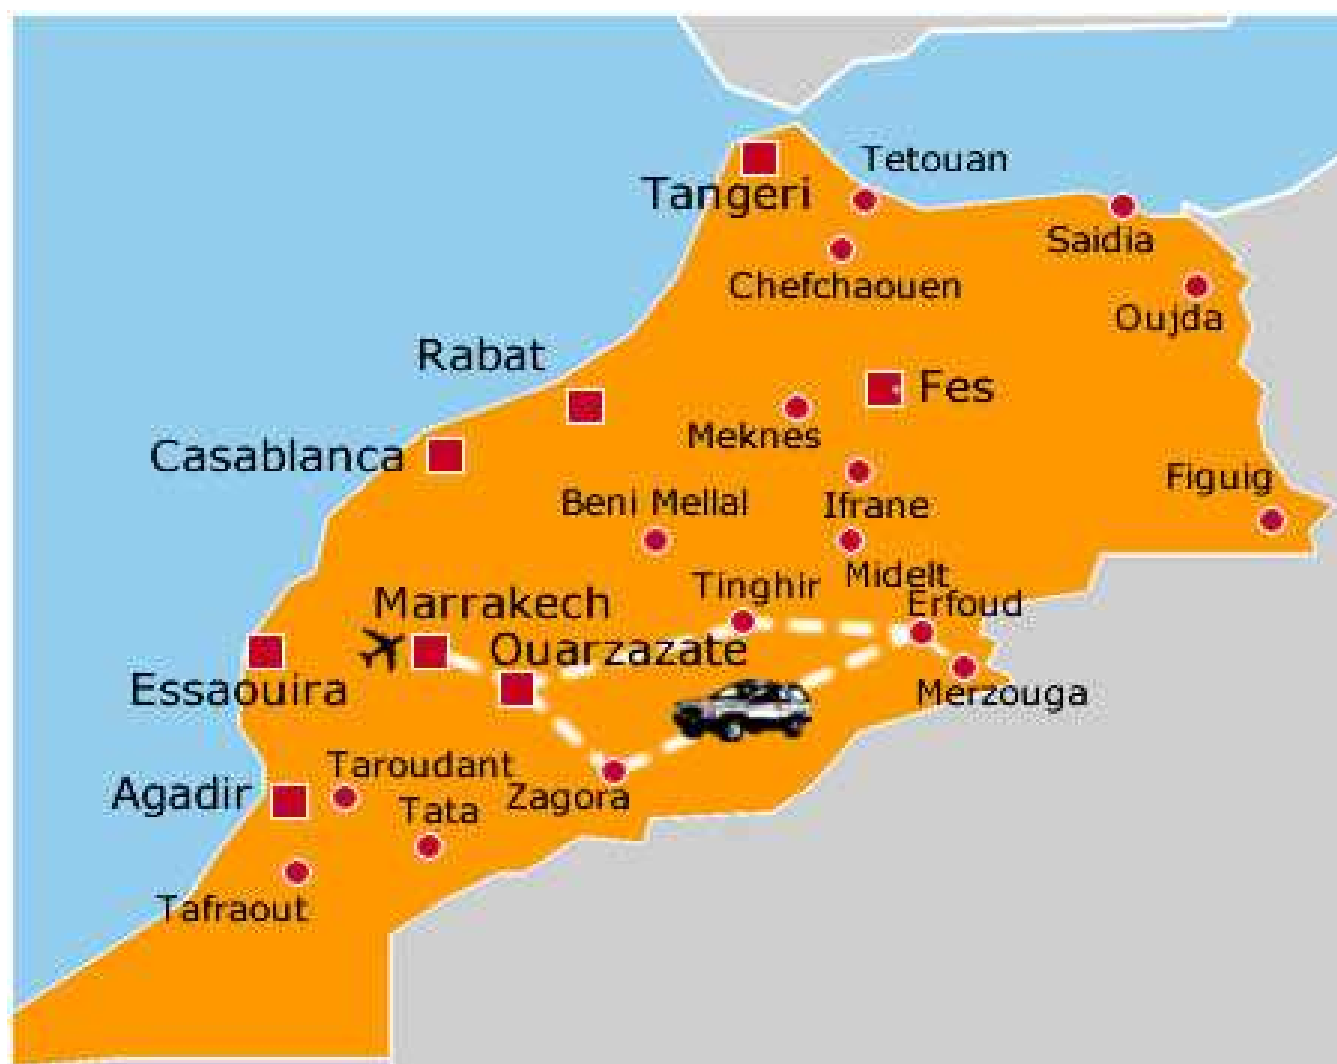 Tetouan
Tangeri
Saidia
Chefchaouen
Oujda
Rabat
Fes
Meknes
Casablanca
Figuig
Beni Mellal
Ifrane
Midelt
Tinghir
Marrakech
Erfoud
Ouarzazate
Essaouira
Merzouga
Taroudant
Agadir
Zagora
Tata
Tafraout